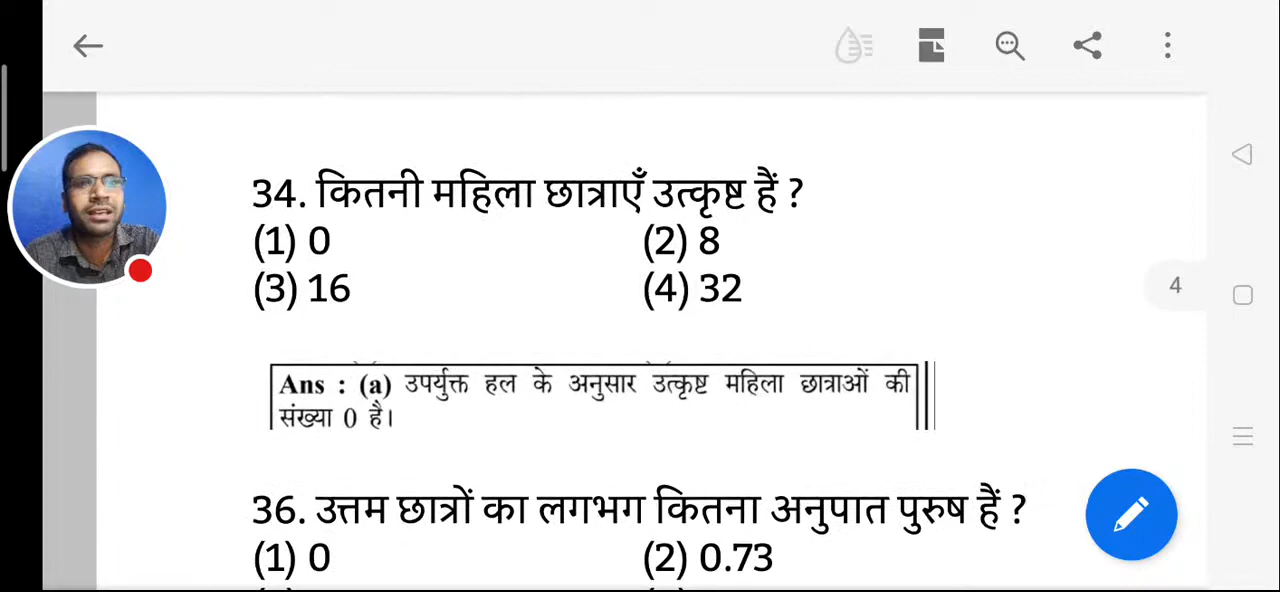 34. कितनी महिला छात्राएँ उत्कृष्ट हैं ?
(1) 0 (2) 8
(3) 16 (4) 32
4
Ans : (a) उपर्युक्त हल के अनुसार उत्कृष्ट महिला छात्राओं की
संख्या 0 है।
36. उत्तम छात्रों का लगभग कितना अनुपात पुरुष हैं ?
(1) 0 (2) 0.73